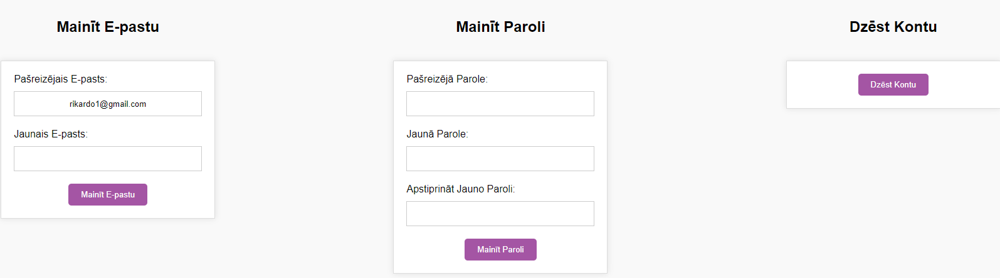 Mainīt E-pastu
Pašreizējais E-pasts:
rikardo1@gmail.com
Jaunais E-pasts:
Mainīt E-pastu
Mainīt Paroli
Pašreizējā Parole:
Jaunā Parole:
Apstiprināt Jauno Paroli:
Mainīt Paroli
Dzēst Kontu
Dzēst Kontu